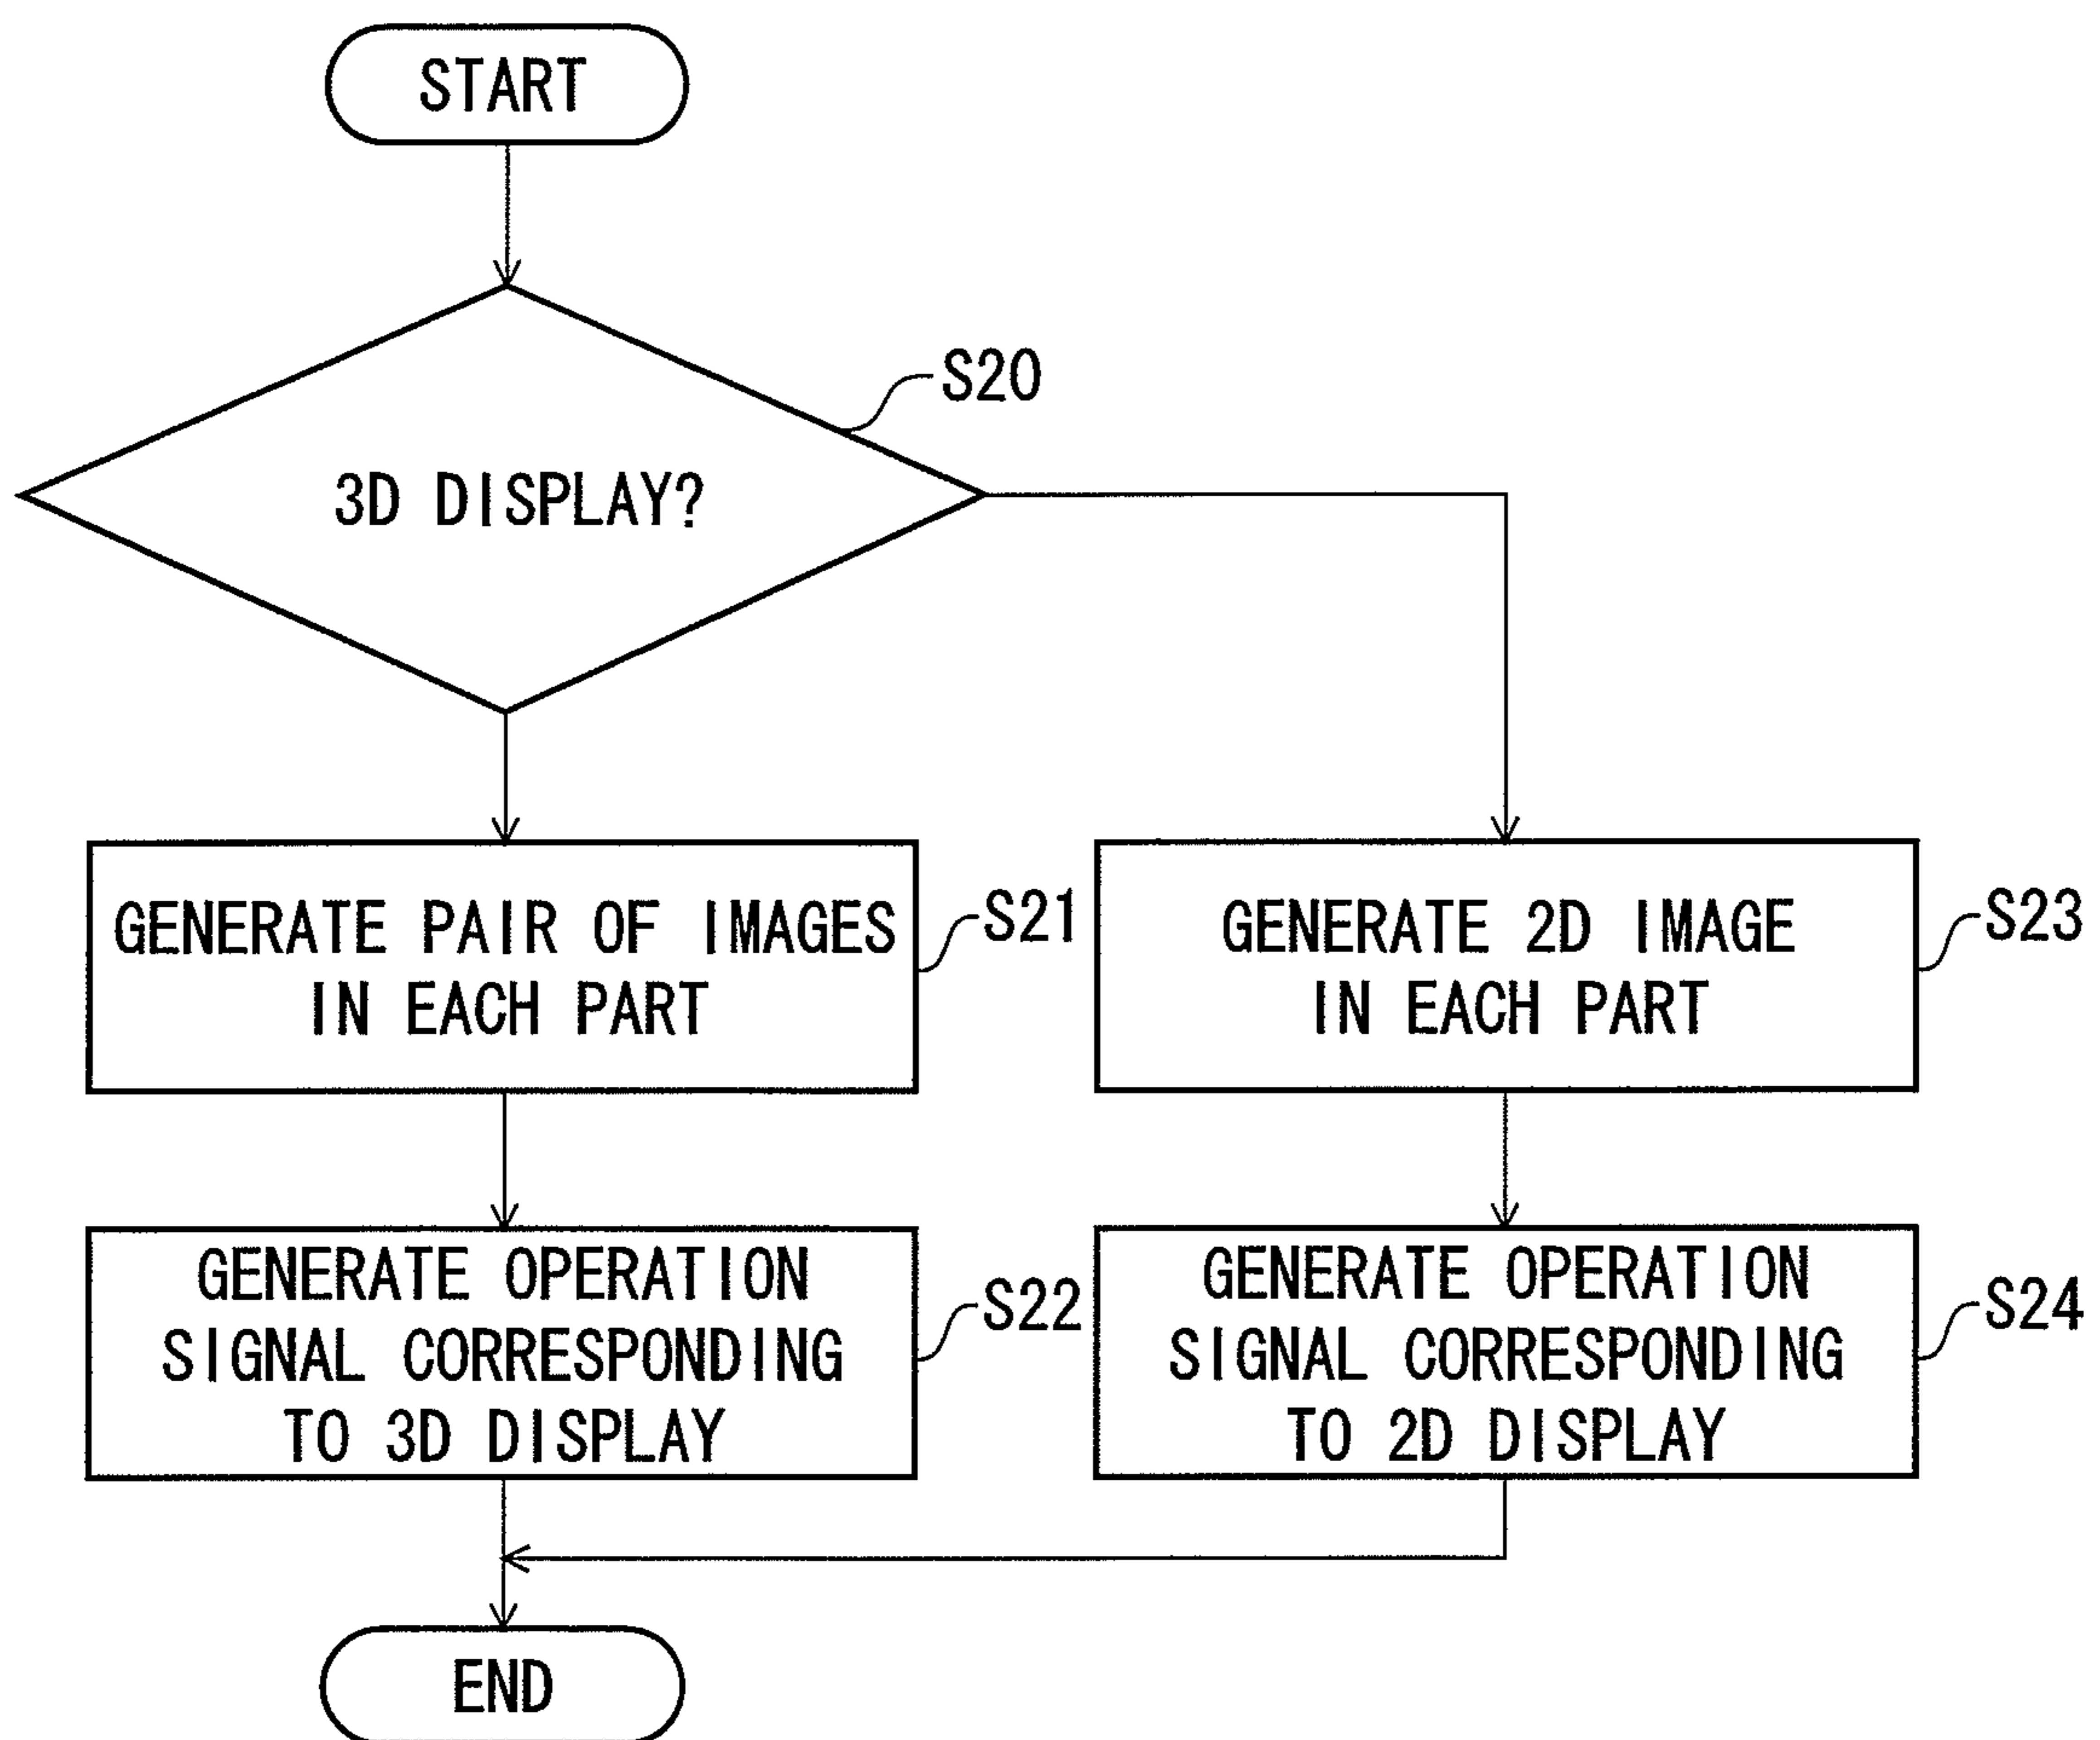 START
S20
3D DISPLAY?
GENERATE PAIR OF IMAGES
IN EACH PART
S21
GENERATE 2D IMAGE
IN EACH PART
S23
GENERATE OPERATION
SIGNAL CORRESPONDING
TO 3D DISPLAY
S22
GENERATE OPERATION
SIGNAL CORRESPONDING
TO 2D DISPLAY
S24
END